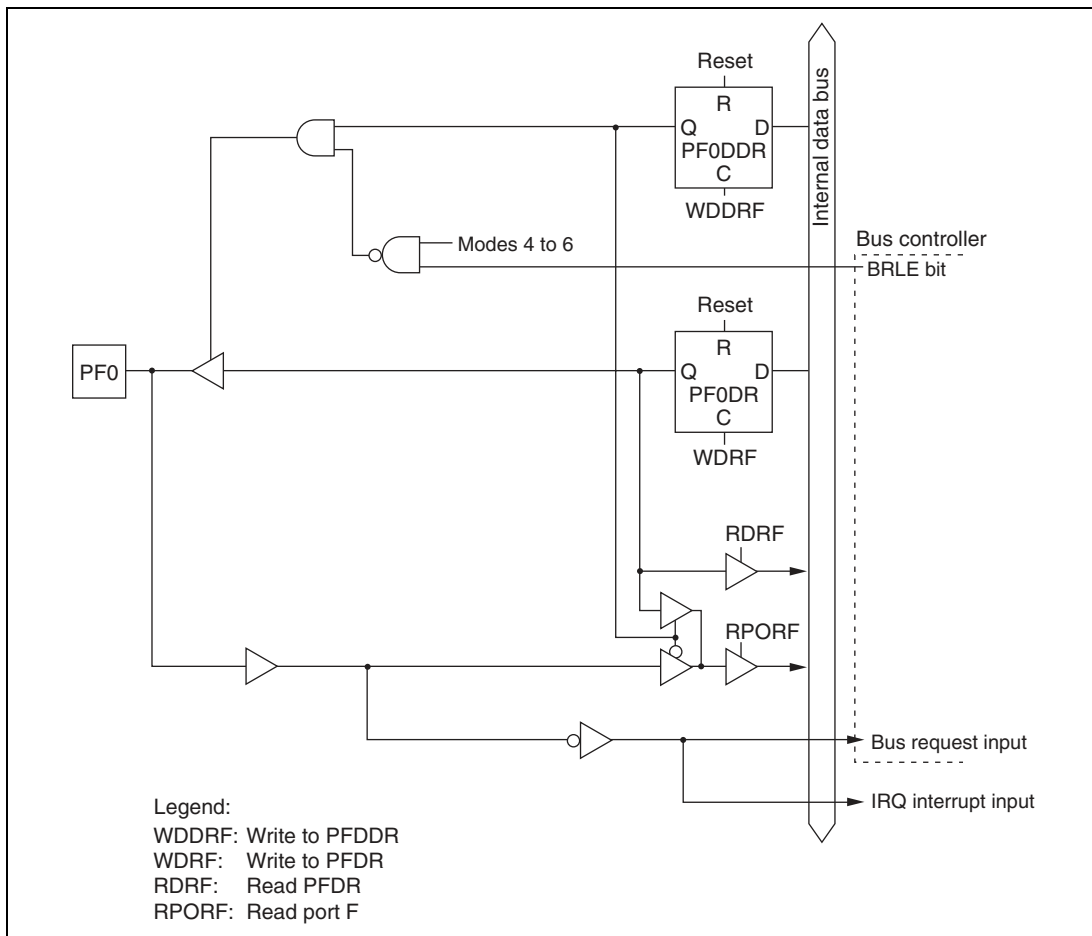 Reset
R
Q D
PF0DDR
C
WDDRF
Internal data bus
Modes 4 to 6
Bus controller
BRLE bit
Reset
R
PF0
Q D
PF0DR
C
WDRF
RDRF
RPORF
Bus request input
IRQ interrupt input
Legend:
WDDRF: Write to PFDDR
WDRF: Write to PFDR
RDRF: Read PFDR
RPORF: Read port F